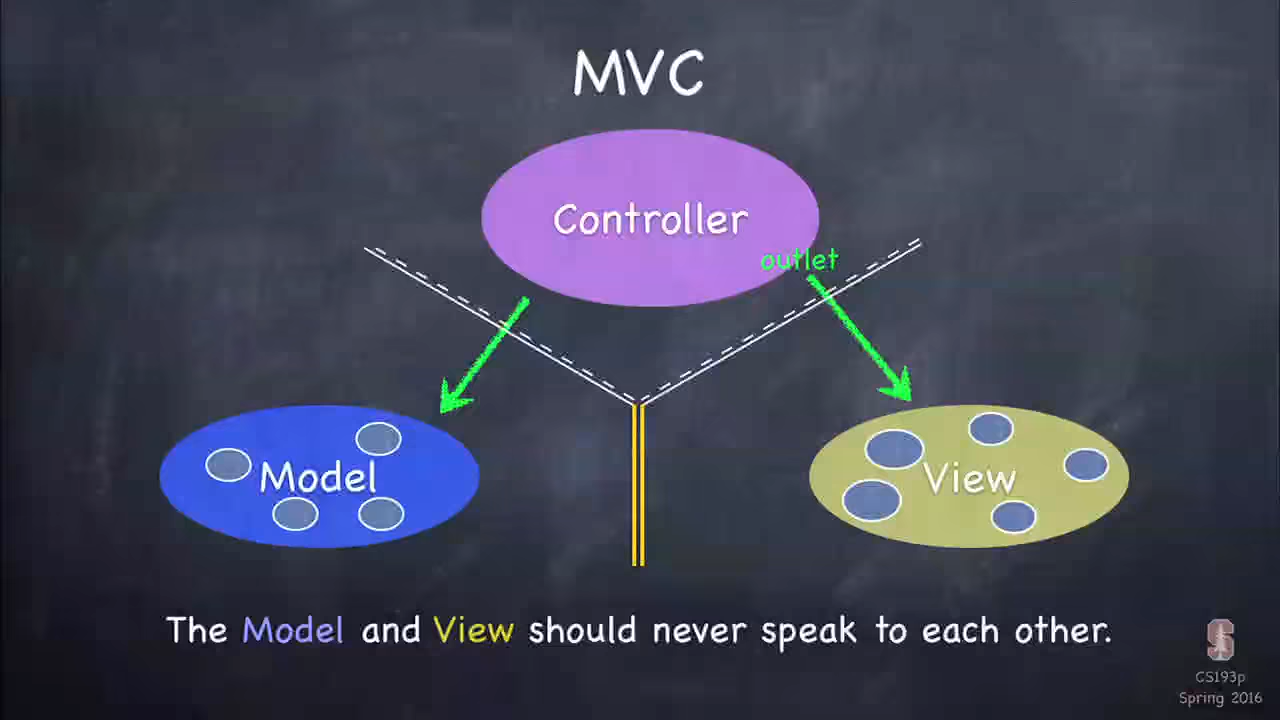 MVC
Controller
outlet
Model
View
The Model and View should never speak to each other.
S
CS193p
Spring 2016